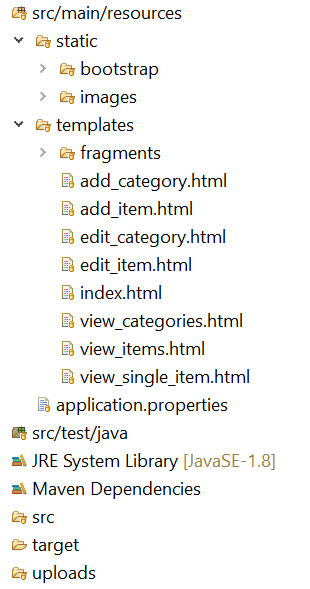 src/main/resources
static
bootstrap
images
templates
fragments
add_category.html
add_item.html
edit_category.html
edit_item.html
index.html
view_categories.html
view_items.html
view_single_item.html
application.properties
src/test/java
JRE System Library [JavaSE-1.8]
Maven Dependencies
src
target
uploads